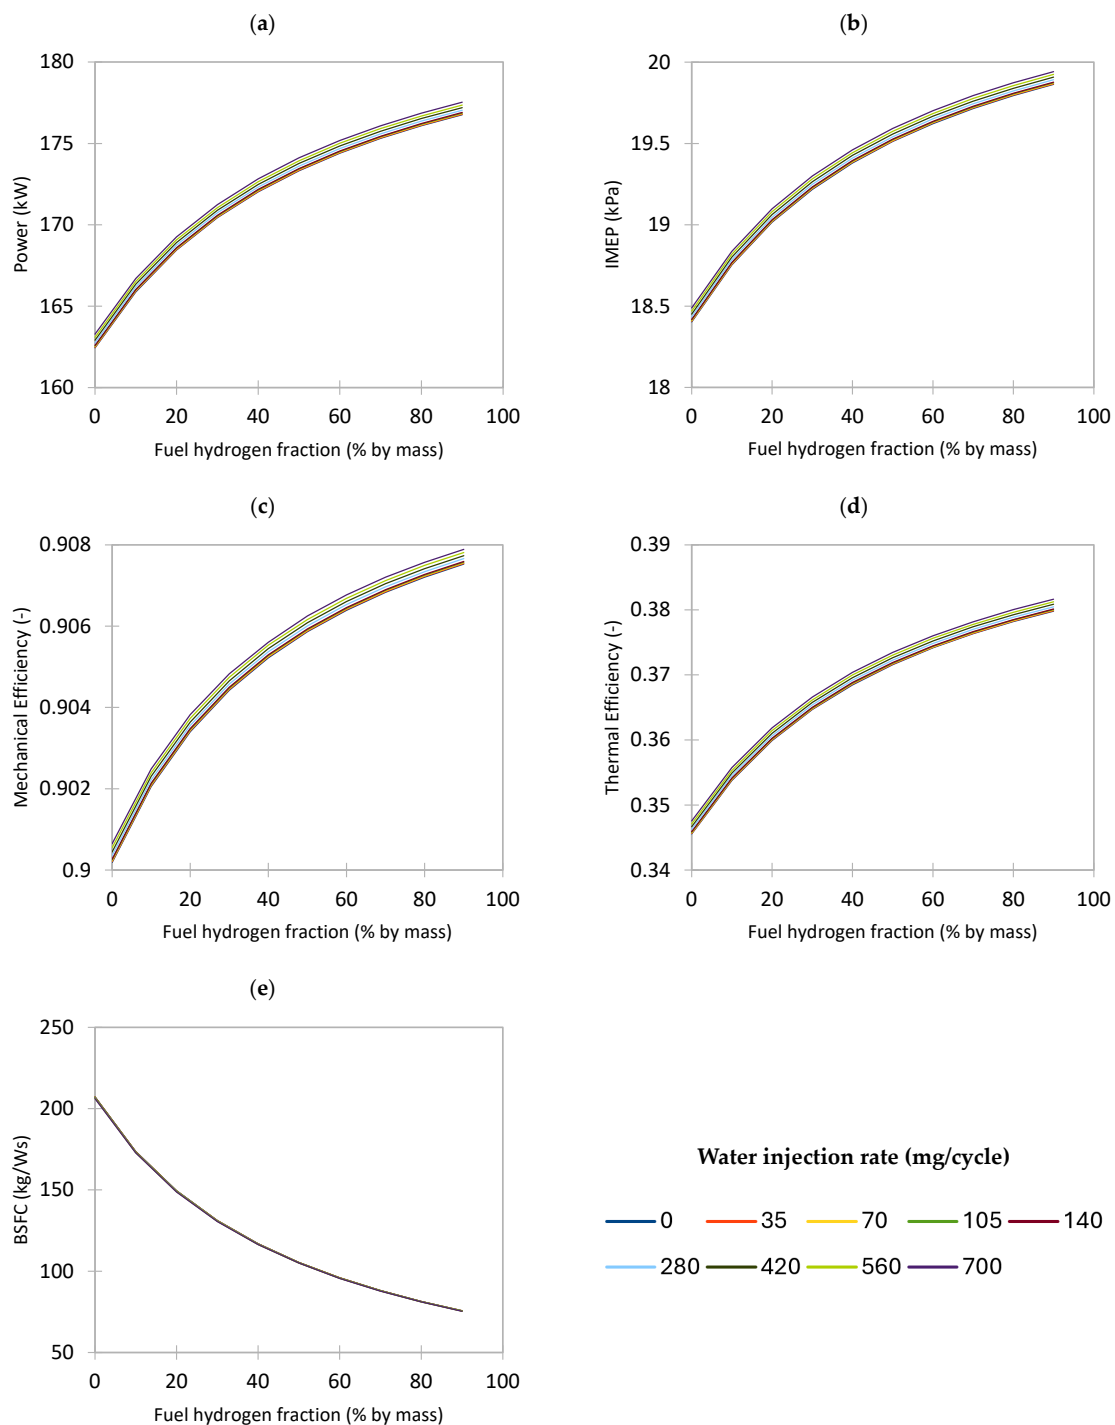 (a)
180
175
170
165
160
Power (kW)
0 20 40 60 80 100
Fuel hydrogen fraction (% by mass)
(b)
20
19.5
19
18.5
18
IMEP (kPa)
0 20 40 60 80 100
Fuel hydrogen fraction (% by mass)
(c)
0.908
0.906
0.904
0.902
0.9
Mechanical Efficiency (-)
0 20 40 60 80 100
Fuel hydrogen fraction (% by mass)
(d)
0.39
0.38
0.37
0.36
0.35
0.34
Thermal Efficiency (-)
0 20 40 60 80 100
Fuel hydrogen fraction (% by mass)
(e)
250
200
150
100
50
BSFC (kg/Ws)
0 20 40 60 80 100
Fuel hydrogen fraction (% by mass)
Water injection rate (mg/cycle)
0 35 70 105 140
280 420 560 700